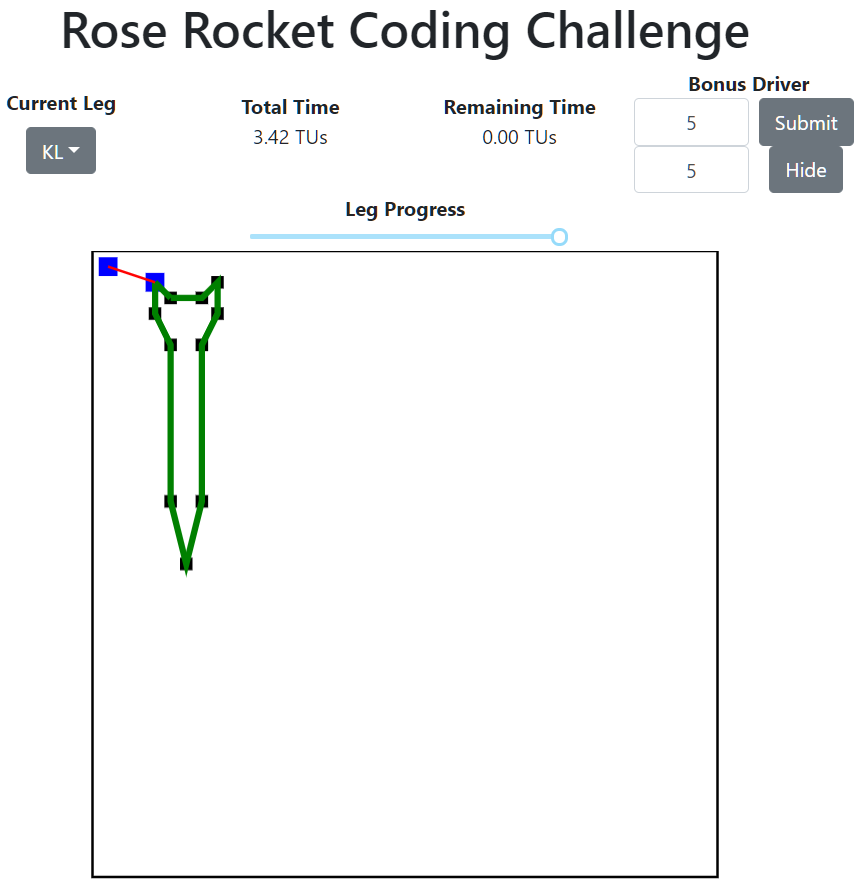 Rose Rocket Coding Challenge
Current Leg
KL
Total Time
3.42 TUs
Remaining Time
0.00 TUs
Bonus Driver
5
Submit
5
Hide
Leg Progress